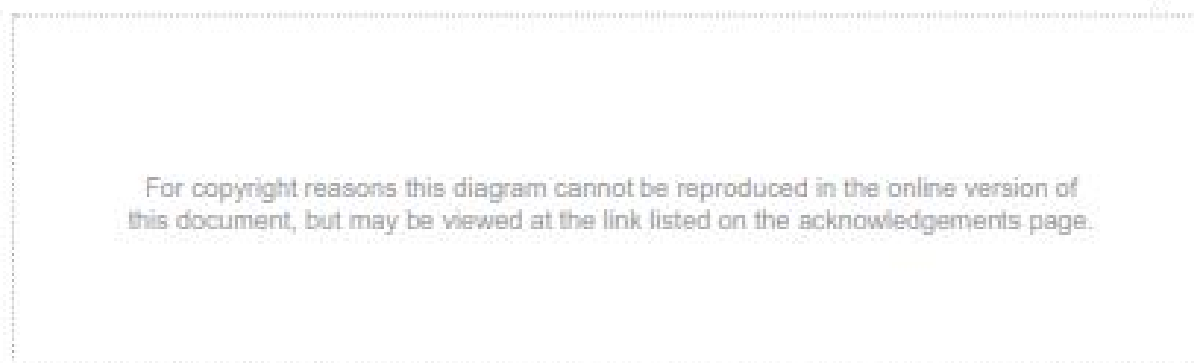 For copyright reasons this diagram cannot be reproduced in the online version of
this document, but may be viewed at the link listed on the acknowledgements page.